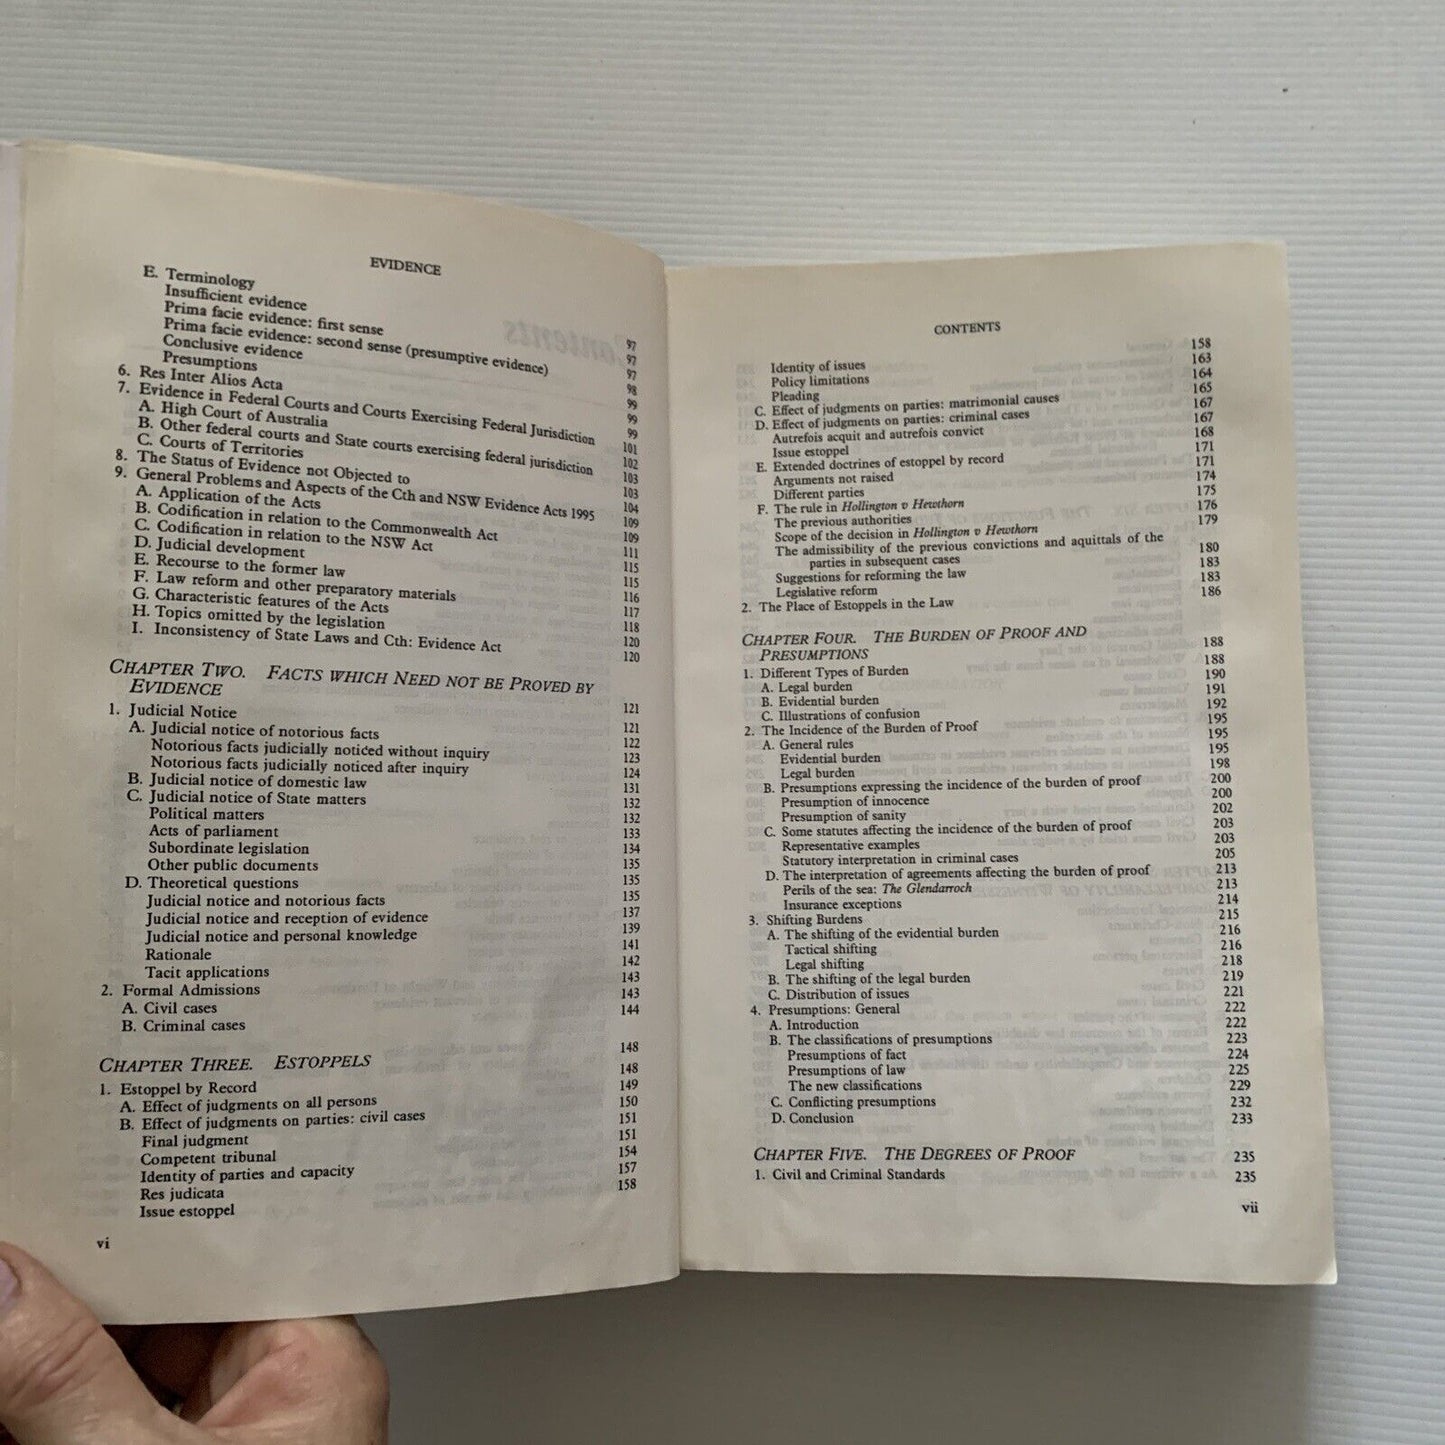 EVIDENCE
E. Terminology 97
Insufficient evidence 97
Prima facie evidence: first sense 97
Prima facie evidence: second sense (presumptive evidence) 98
Conclusive evidence 99
Presumptions 99
6. Res Inter Alios Acta 99
7. Evidence in Federal Courts and Courts Exercising Federal Jurisdiction 101
A. High Court of Australia 102
B. Other federal courts and State courts exercising federal jurisdiction 103
C. Courts of Territories 103
8. The Status of Evidence not Objected to 104
9. General Problems and Aspects of the Cth and NSW Evidence Acts 1995 109
A. Application of the Acts 109
B. Codification in relation to the Commonwealth Act 111
C. Codification in relation to the NSW Act 115
D. Judicial development 115
E. Recourse to the former law 116
F. Law reform and other preparatory materials 117
G. Characteristic features of the Acts 118
H. Topics omitted by the legislation 120
I. Inconsistency of State Laws and Cth: Evidence Act 120
CHAPTER TWO. FACTS WHICH NEED NOT BE PROVED BY
EVIDENCE 121
1. Judicial Notice 121
A. Judicial notice of notorious facts 122
Notorious facts judicially noticed without inquiry 123
Notorious facts judicially noticed after inquiry 124
B. Judicial notice of domestic law 131
C. Judicial notice of State matters 132
Political matters 132
Acts of parliament 133
Subordinate legislation 134
Other public documents 135
D. Theoretical questions 135
Judicial notice and notorious facts 135
Judicial notice and reception of evidence 137
Judicial notice and personal knowledge 139
Rationale 141
Tacit applications 142
2. Formal Admissions 143
A. Civil cases 143
B. Criminal cases 144
CHAPTER THREE. ESTOPPELS 148
1. Estoppel by Record 148
A. Effect of judgments on all persons 149
B. Effect of judgments on parties: civil cases 150
Final judgment 151
Competent tribunal 151
Identity of parties and capacity 154
Res judicata 157
Issue estoppel 158
vi
CONTENTS
Identity of issues 158
Policy limitations 163
Pleading 164
C. Effect of judgments on parties: matrimonial causes 165
D. Effect of judgments on parties: criminal cases 167
Autrefois acquit and autrefois convict 167
Issue estoppel 168
E. Extended doctrines of estoppel by record 171
Arguments not raised 171
Different parties 174
F. The rule in Hollington v Hewthorn 175
The previous authorities 176
Scope of the decision in Hollington v Hewthorn 179
The admissibility of the previous convictions and aquittals of the
parties in subsequent cases 180
Suggestions for reforming the law 183
Legislative reform 183
2. The Place of Estoppels in the Law 186
CHAPTER FOUR. THE BURDEN OF PROOF AND
PRESUMPTIONS 188
1. Different Types of Burden 188
A. Legal burden 190
B. Evidential burden 191
C. Illustrations of confusion 192
2. The Incidence of the Burden of Proof 195
A. General rules 195
Evidential burden 195
Legal burden 198
B. Presumptions expressing the incidence of the burden of proof 200
Presumption of innocence 200
Presumption of sanity 202
C. Some statutes affecting the incidence of the burden of proof 203
Representative examples 203
Statutory interpretation in criminal cases 205
D. The interpretation of agreements affecting the burden of proof 213
Perils of the sea: The Glendarroch 213
Insurance exceptions 214
3. Shifting Burdens 215
A. The shifting of the evidential burden 216
Tactical shifting 216
Legal shifting 218
B. The shifting of the legal burden 219
C. Distribution of issues 221
4. Presumptions: General 222
A. Introduction 222
B. The classifications of presumptions 223
Presumptions of fact 224
Presumptions of law 225
The new classifications 229
C. Conflicting presumptions 232
D. Conclusion 233
CHAPTER FIVE. THE DEGREES OF PROOF 235
1. Civil and Criminal Standards 235
vii